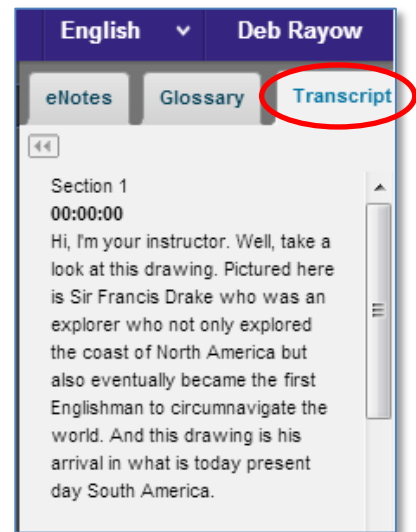 English Deb Rayow
eNotes Glossary Transcript
Section 1
00:00:00
Hi, I'm your instructor. Well, take a
look at this drawing. Pictured here
is Sir Francis Drake who was an
explorer who not only explored
the coast of North America but
also eventually became the first
Englishman to circumnavigate the
world. And this drawing is his
arrival in what is today present
day South America.